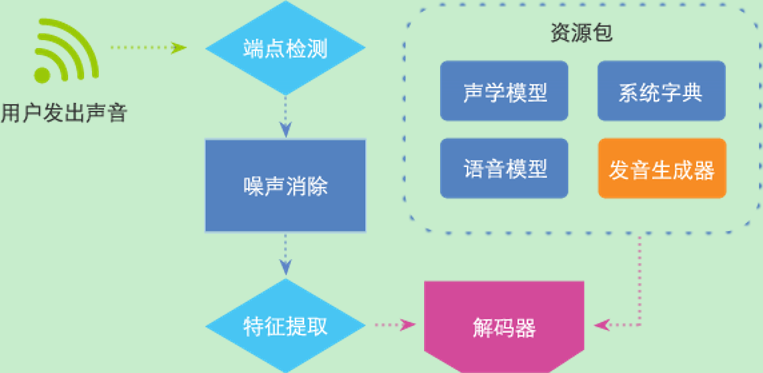 用户发出声音
端点检测
噪声消除
特征提取
资源包
声学模型
系统字典
语音模型
发音生成器
解码器